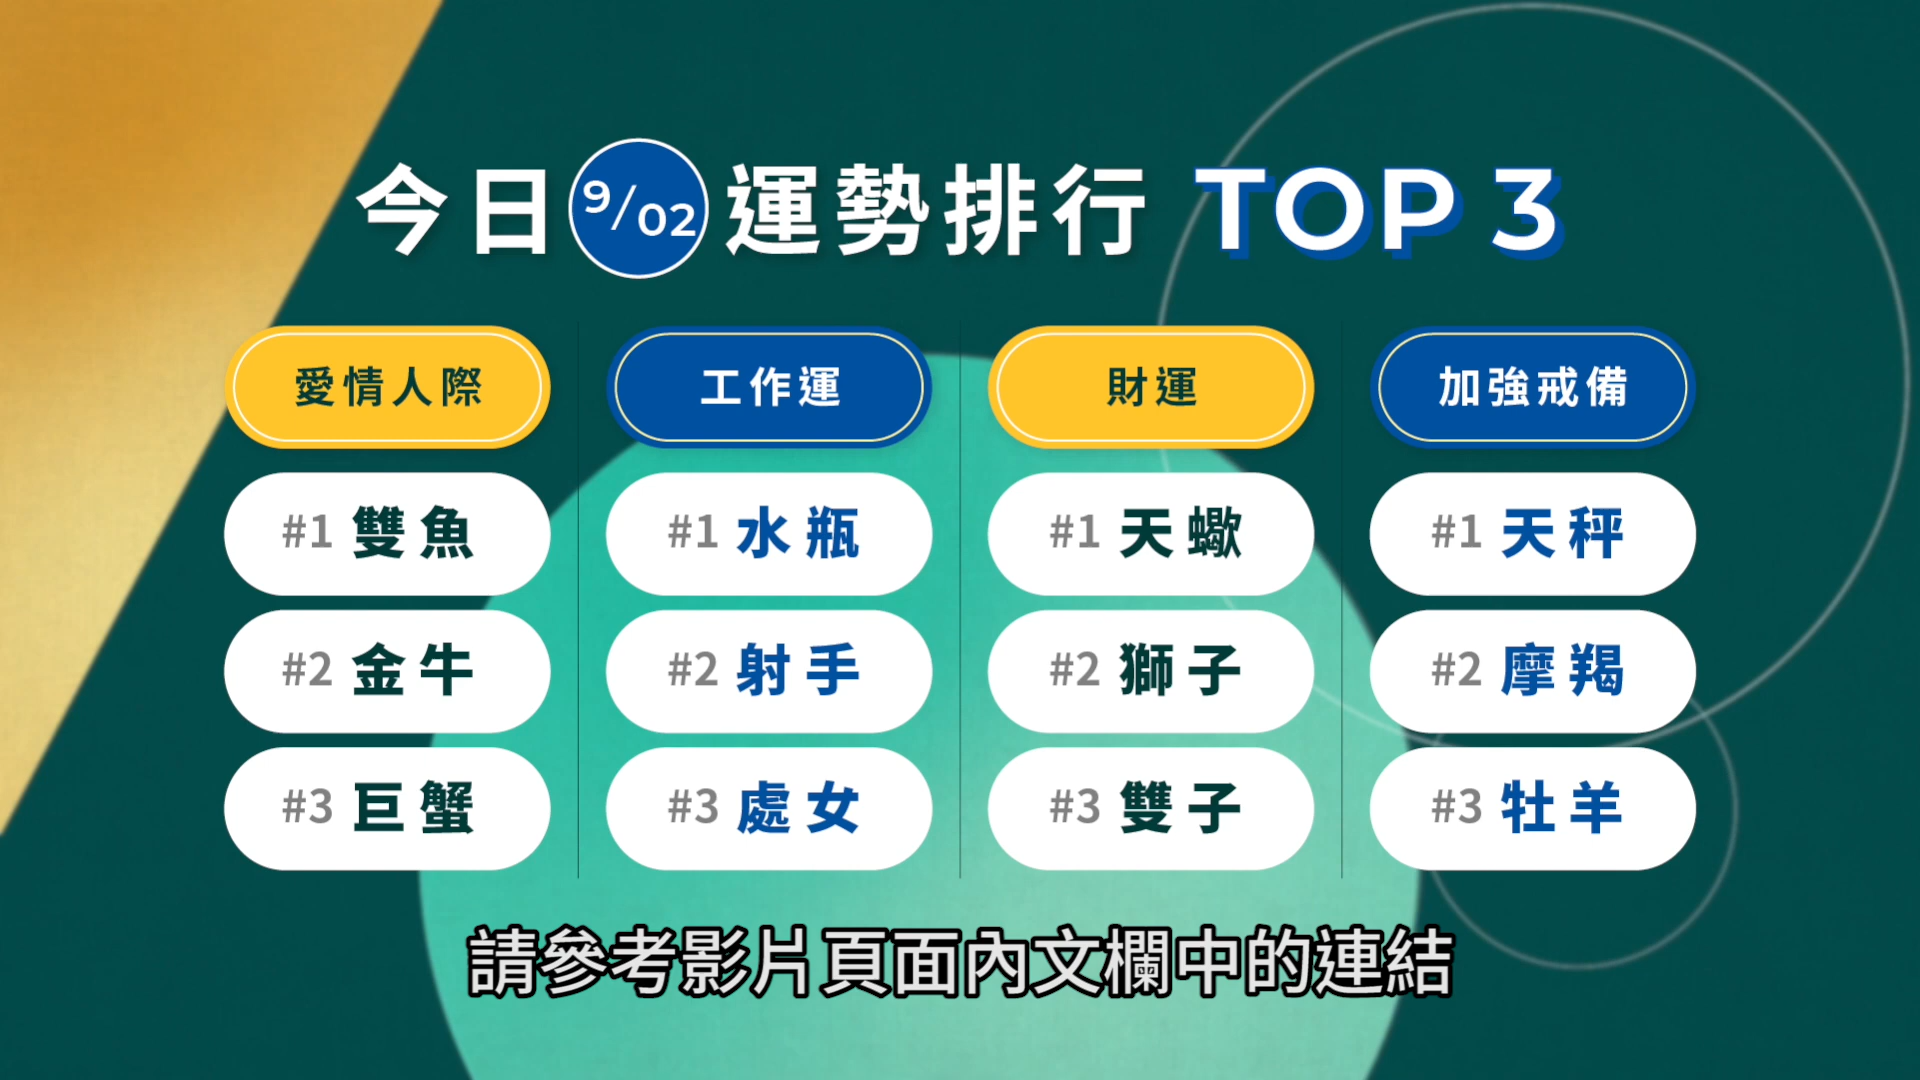 今日 9/02 運勢排行 TOP 3
愛情人際 工作運 財運 加強戒備
#1 雙魚 #1 水瓶 #1 天蠍 #1 天秤
#2 金牛 #2 射手 #2 獅子 #2 摩羯
#3 巨蟹 #3 處女 #3 雙子 #3 牡羊
請參考影片頁面內文欄中的連結